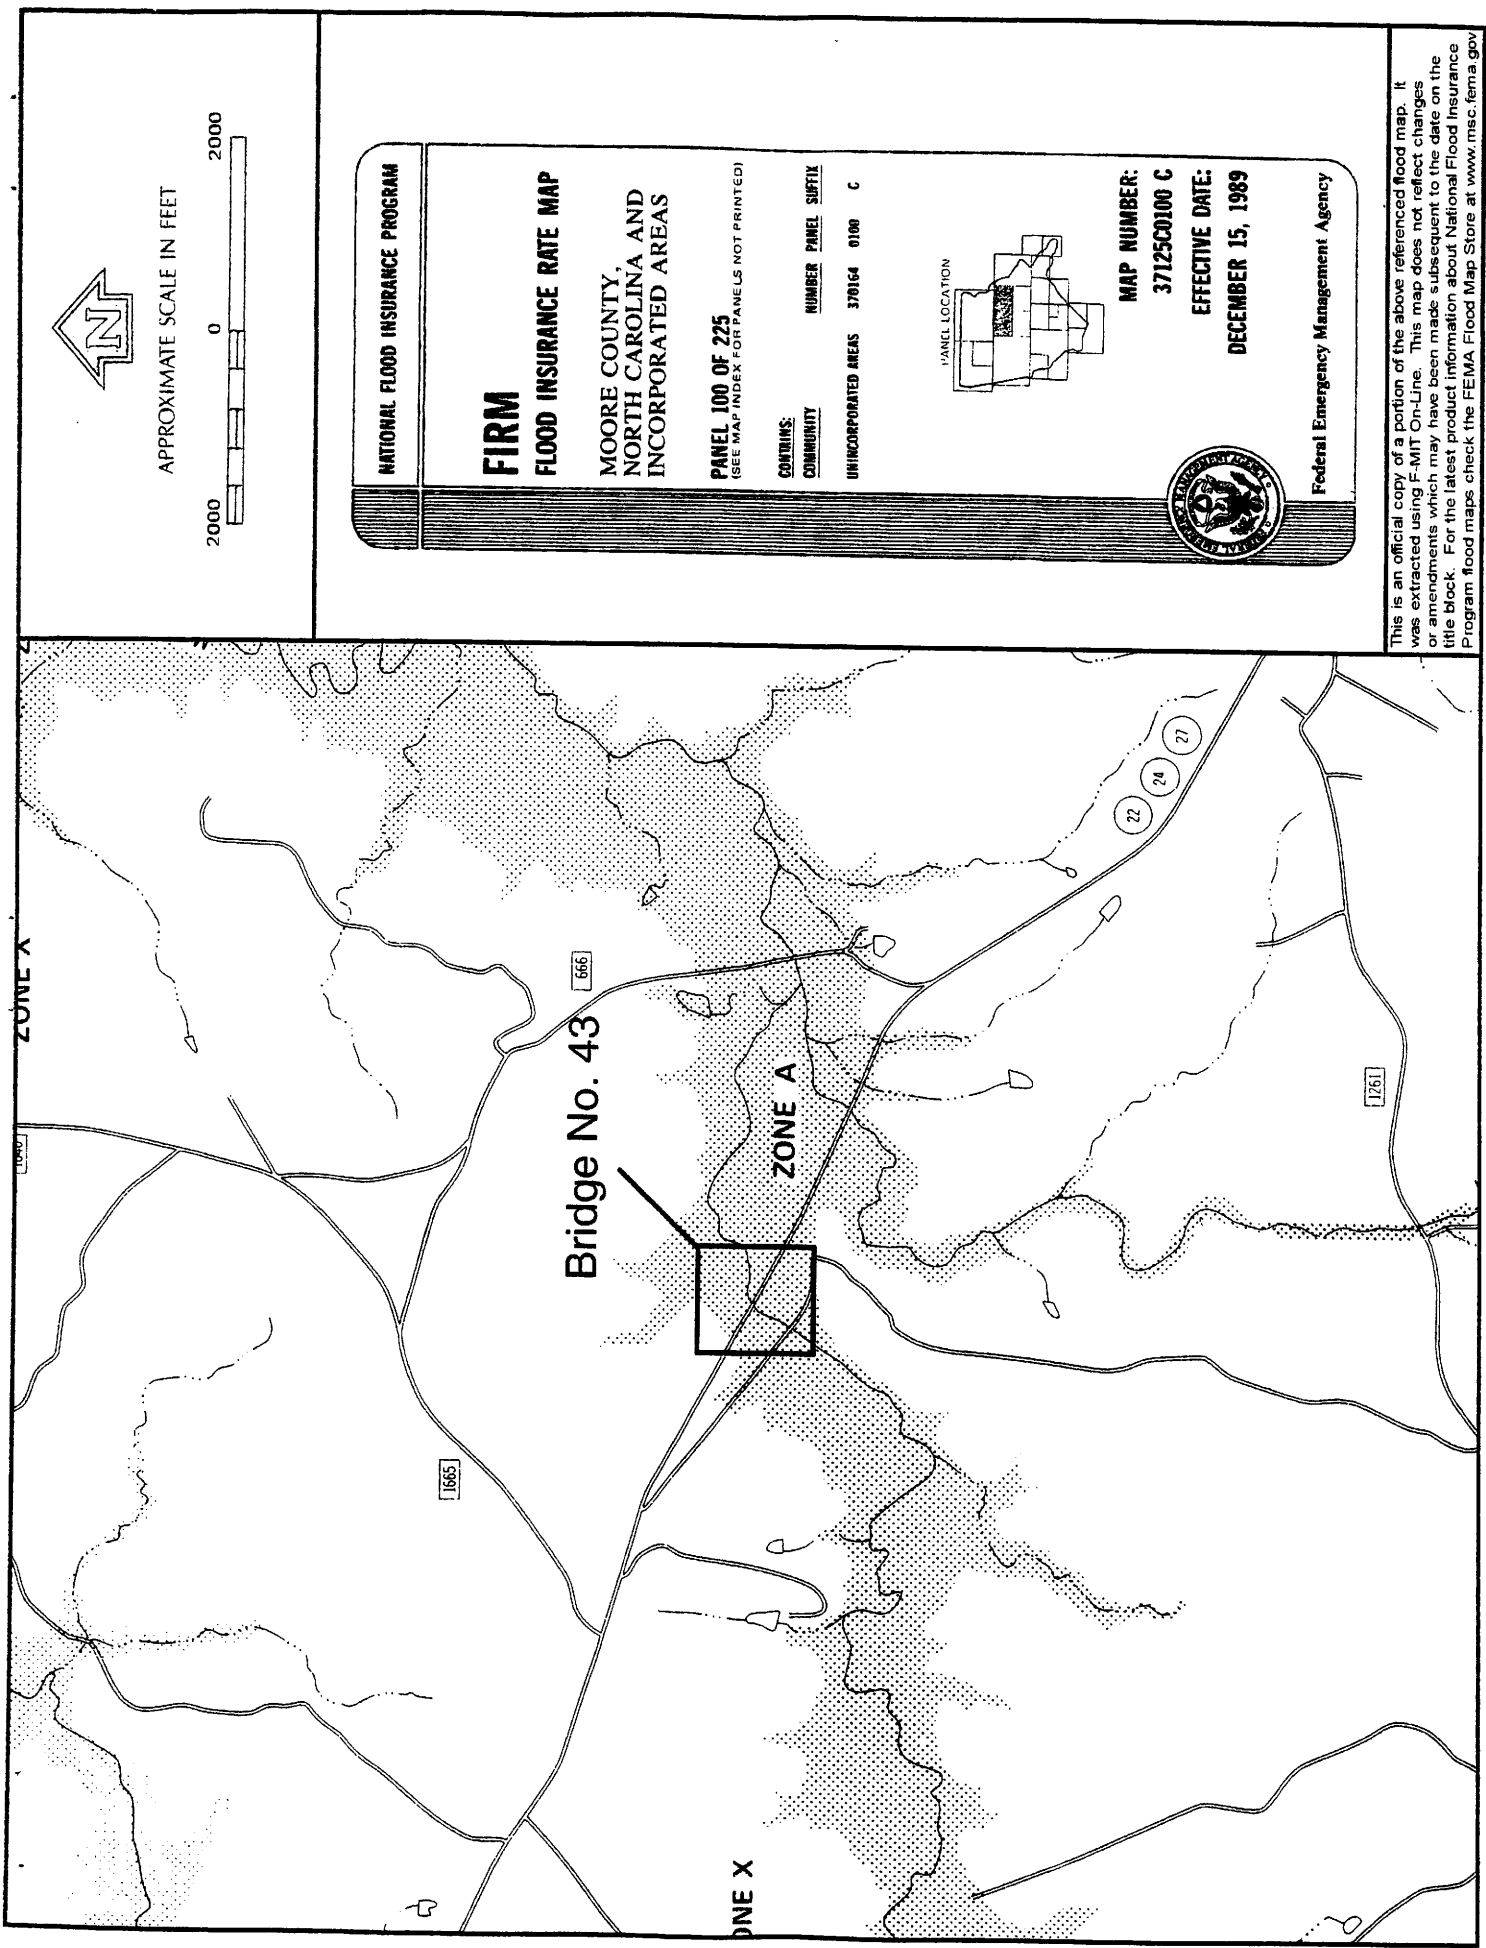 APPROXIMATE SCALE IN FEET
2000 0 2000
N
NATIONAL FLOOD INSURANCE PROGRAM
FIRM
FLOOD INSURANCE RATE MAP
MOORE COUNTY,
NORTH CAROLINA AND
INCORPORATED AREAS
PANEL 100 OF 225
(SEE MAP INDEX FOR PANELS NOT PRINTED)
CONTAINS:
COMMUNITY NUMBER PANEL SUFFIX
UNINCORPORATED AREAS 370164 0100 C
PANEL LOCATION
MAP NUMBER:
37125C0100 C
EFFECTIVE DATE:
DECEMBER 15, 1989
FEDERAL EMERGENCY MANAGEMENT AGENCY
Federal Emergency Management Agency
This is an official copy of a portion of the above referenced flood map. It
was extracted using F-MIT On-Line. This map does not reflect changes
or amendments which may have been made subsequent to the date on the
title block. For the latest product information about National Flood Insurance
Program flood maps check the FEMA Flood Map Store at www.msc.fema.gov
ZONE X
666
Bridge No. 43
ZONE A
22
24
27
1261
1665
ONE X